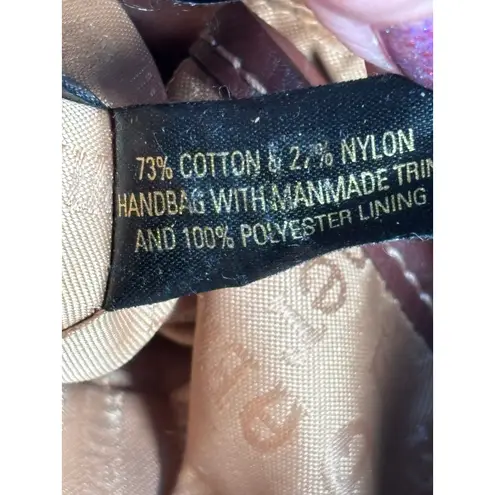 73% COTTON & 27% NYLON
HANDBAG WITH MANMADE TRIM
AND 100% POLYESTER LINING